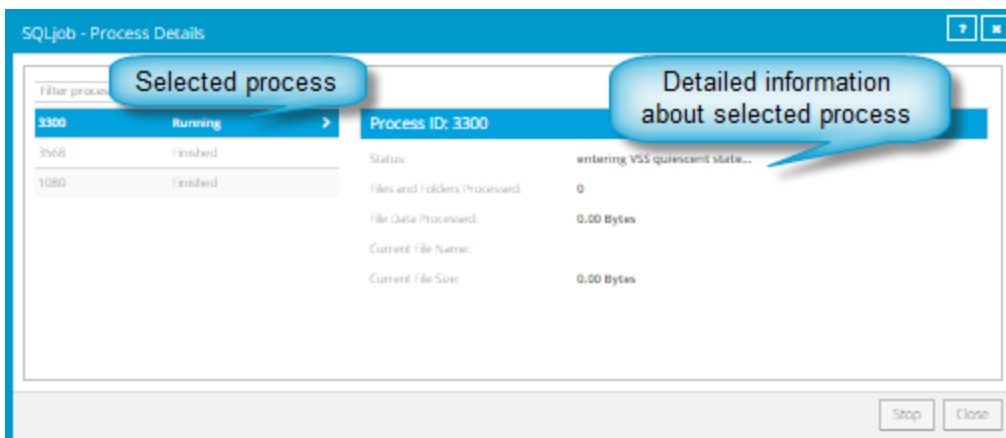 SQLjob - Process Details
?
Selected process
Detailed information
about selected process
Filter
3300 Running
3568 Finished
1080 Finished
Process ID: 3300
Status: entering VSS quiescent state...
Files and Folders Processed: 0
File Data Processed: 0.00 Bytes
Current File Name:
Current File Size: 0.00 Bytes
Stop Close